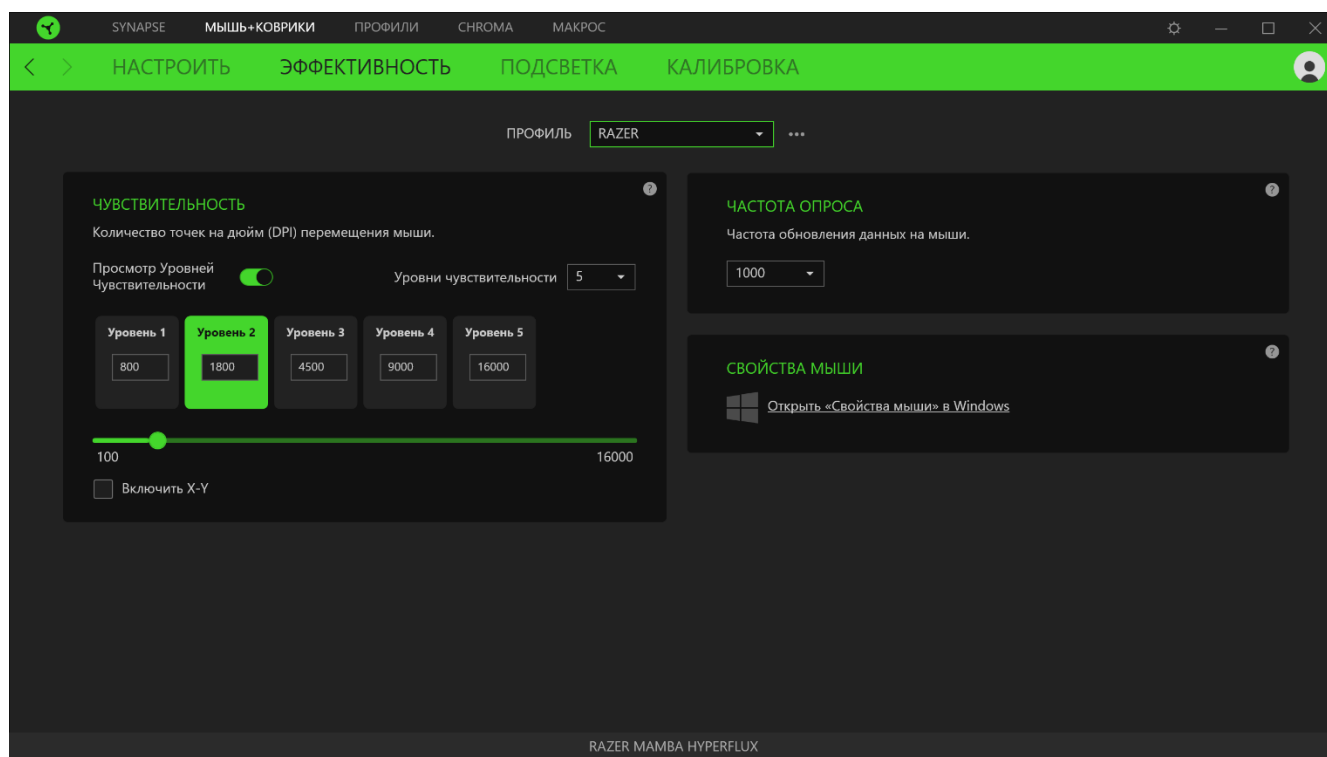 SYNAPSE МЫШЬ+КОВРИКИ ПРОФИЛИ CHROMA МАКРОС
НАСТРОИТЬ ЭФФЕКТИВНОСТЬ ПОДСВЕТКА КАЛИБРОВКА
ПРОФИЛЬ RAZER
ЧУВСТВИТЕЛЬНОСТЬ
Количество точек на дюйм (DPI) перемещения мыши.
Просмотр Уровней
Чувствительности
Уровни чувствительности 5
Уровень 1 Уровень 2 Уровень 3 Уровень 4 Уровень 5
800 1800 4500 9000 16000
100 16000
Включить X-Y
ЧАСТОТА ОПРОСА
Частота обновления данных на мыши.
1000
СВОЙСТВА МЫШИ
Открыть «Свойства мыши» в Windows
RAZER MAMBA HYPERFLUX